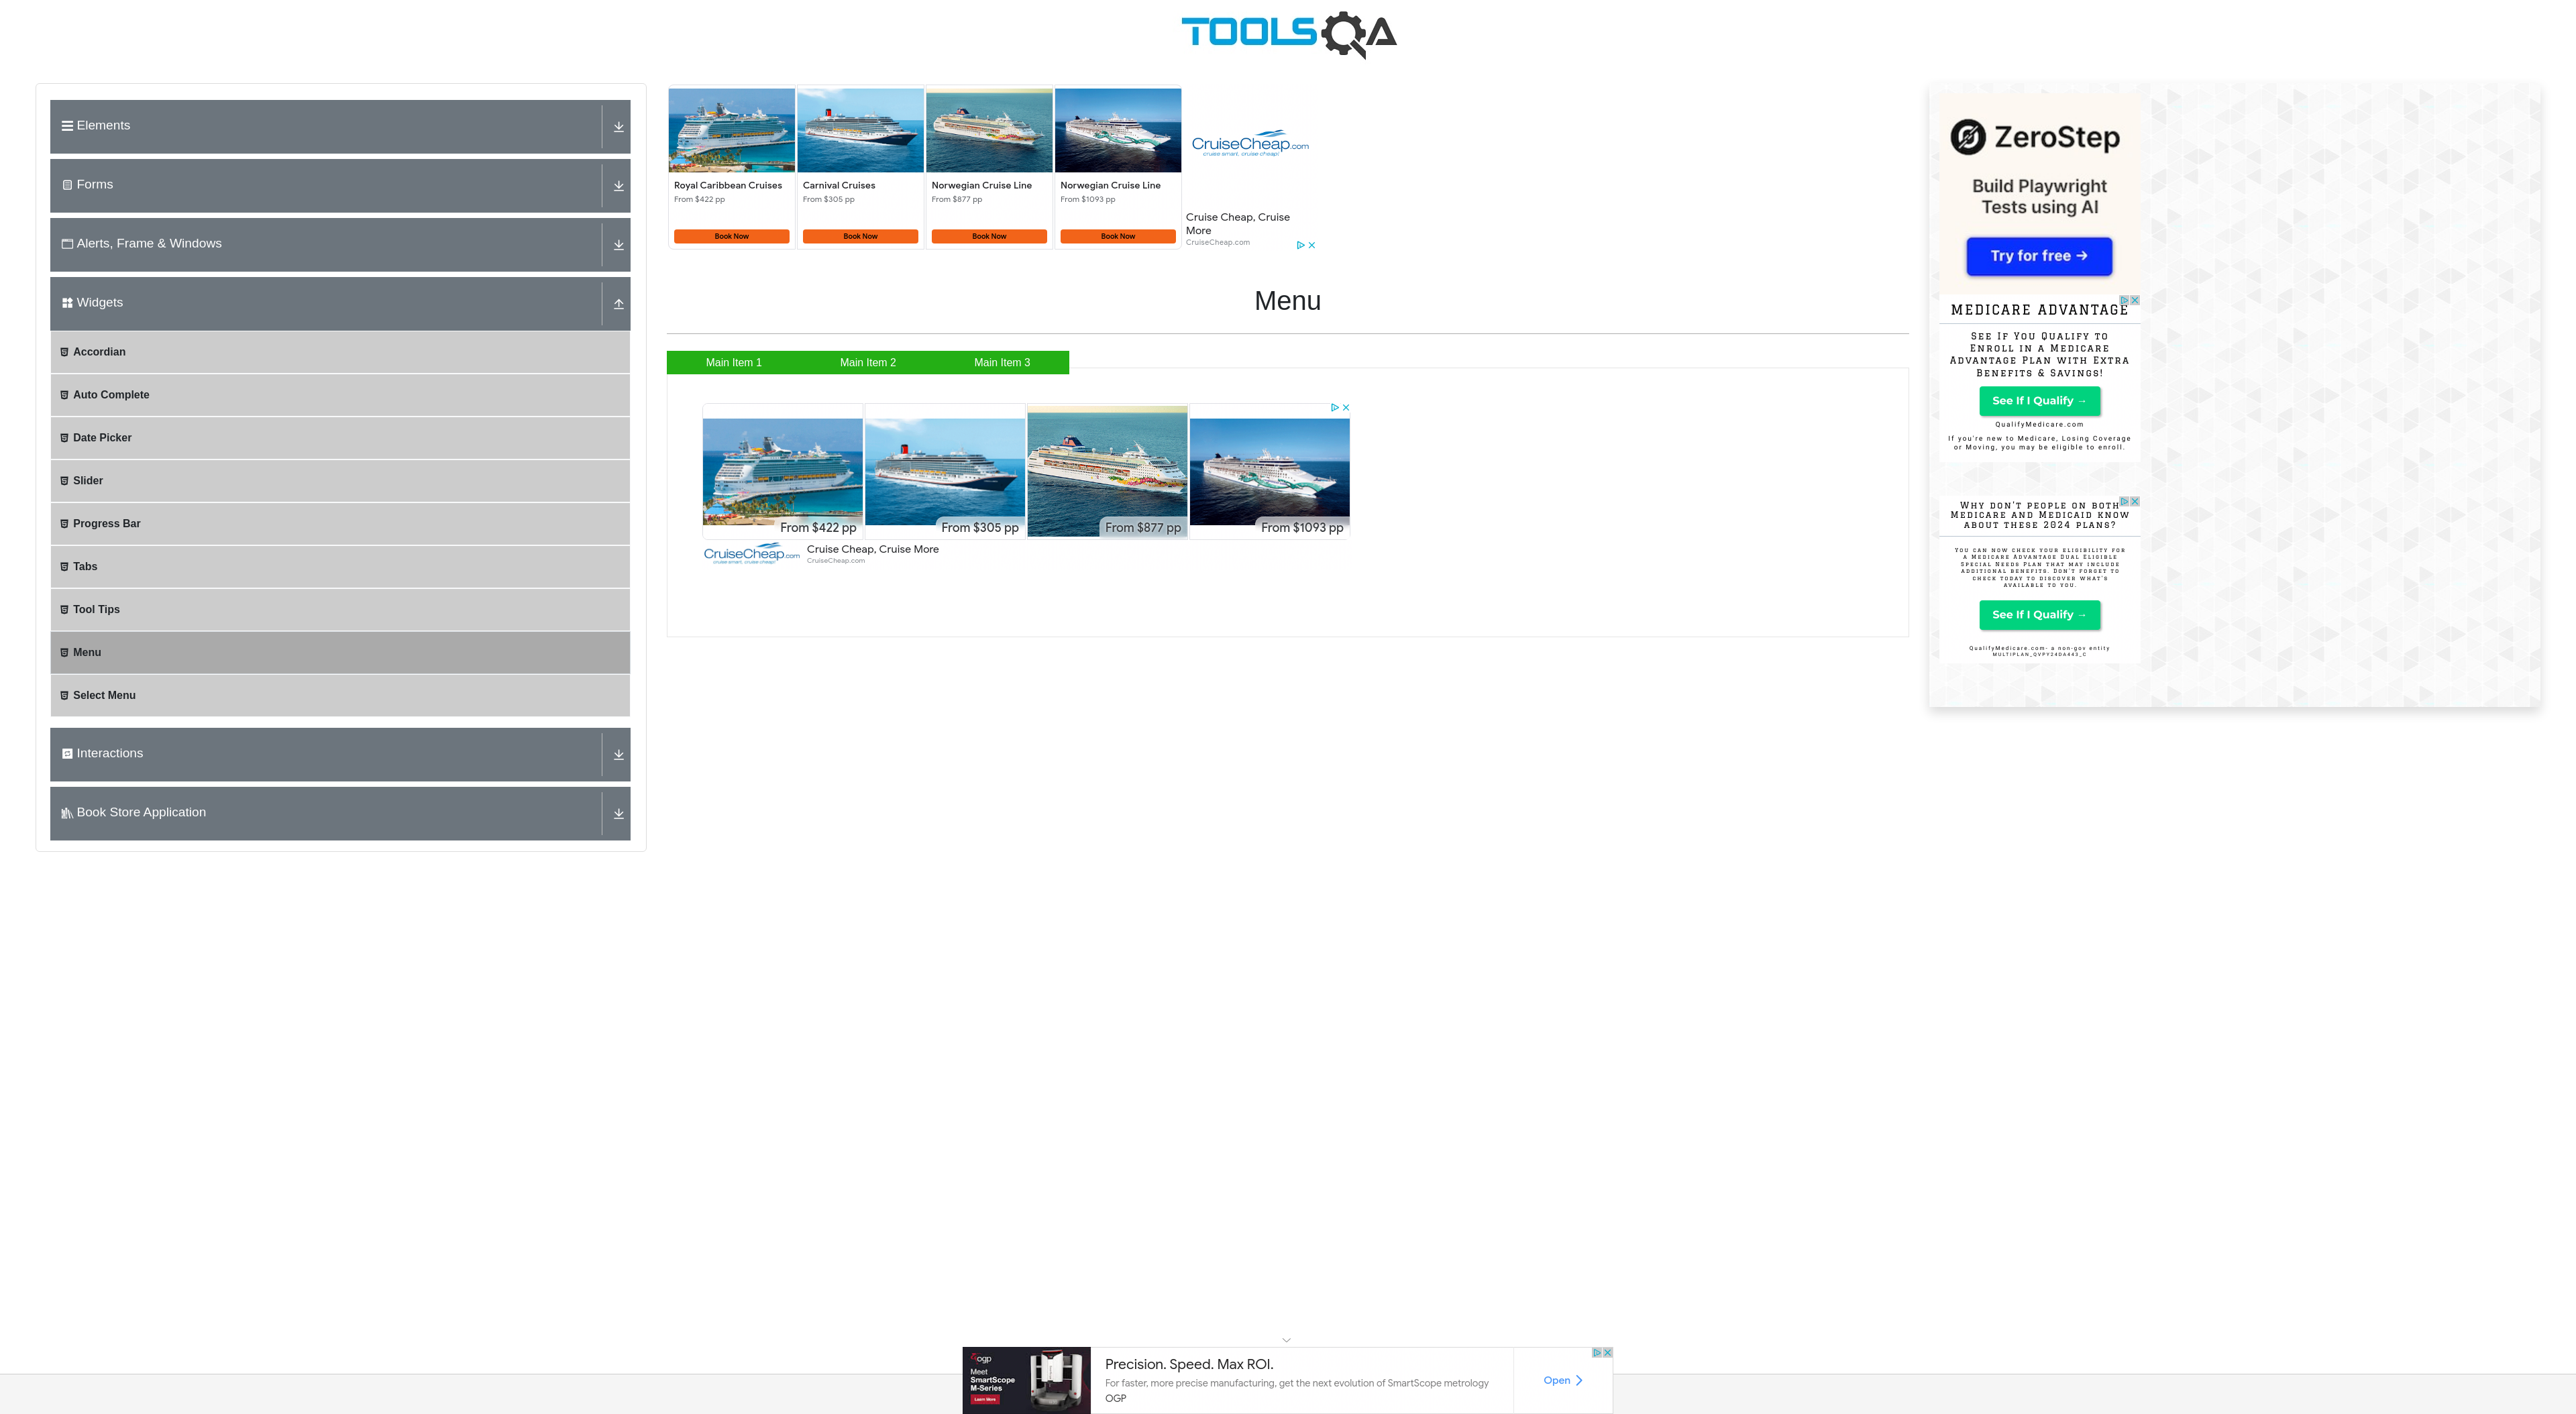 TOOLSQA
Elements
Forms
Alerts, Frame & Windows
Widgets
Accordian
Auto Complete
Date Picker
Slider
Progress Bar
Tabs
Tool Tips
Menu
Select Menu
Interactions
Book Store Application
Royal Caribbean Cruises
From $422 pp
Book Now
Carnival Cruises
From $305 pp
Book Now
Norwegian Cruise Line
From $877 pp
Book Now
Norwegian Cruise Line
From $1093 pp
Book Now
CruiseCheap.com
cruise smart, cruise cheap!
Cruise Cheap, Cruise
More
CruiseCheap.com
Menu
Main Item 1
Main Item 2
Main Item 3
From $422 pp
From $305 pp
From $877 pp
From $1093 pp
CruiseCheap.com
cruise smart, cruise cheap!
Cruise Cheap, Cruise More
CruiseCheap.com
ZeroStep
Build Playwright
Tests using AI
Try for free →
MEDICARE ADVANTAGE
See If You Qualify to
Enroll in a Medicare
Advantage Plan with Extra
Benefits & Savings!
See If I Qualify →
QualifyMedicare.com
If you're new to Medicare, Losing Coverage
or Moving, you may be eligible to enroll.
Why don't people on both
Medicare and Medicaid know
about these 2024 plans?
You can now check your eligibility for
a Medicare Advantage Dual Eligible
Special Needs Plan that may include
additional benefits. Don't forget to
check today to discover what's
available to you.
See If I Qualify →
QualifyMedicare.com- a non-gov entity
MULTIPLAN_QVPY24DA443_C
ogp
Meet
SmartScope
M-Series
Learn More
Precision. Speed. Max ROI.
For faster, more precise manufacturing, get the next evolution of SmartScope metrology
OGP
Open